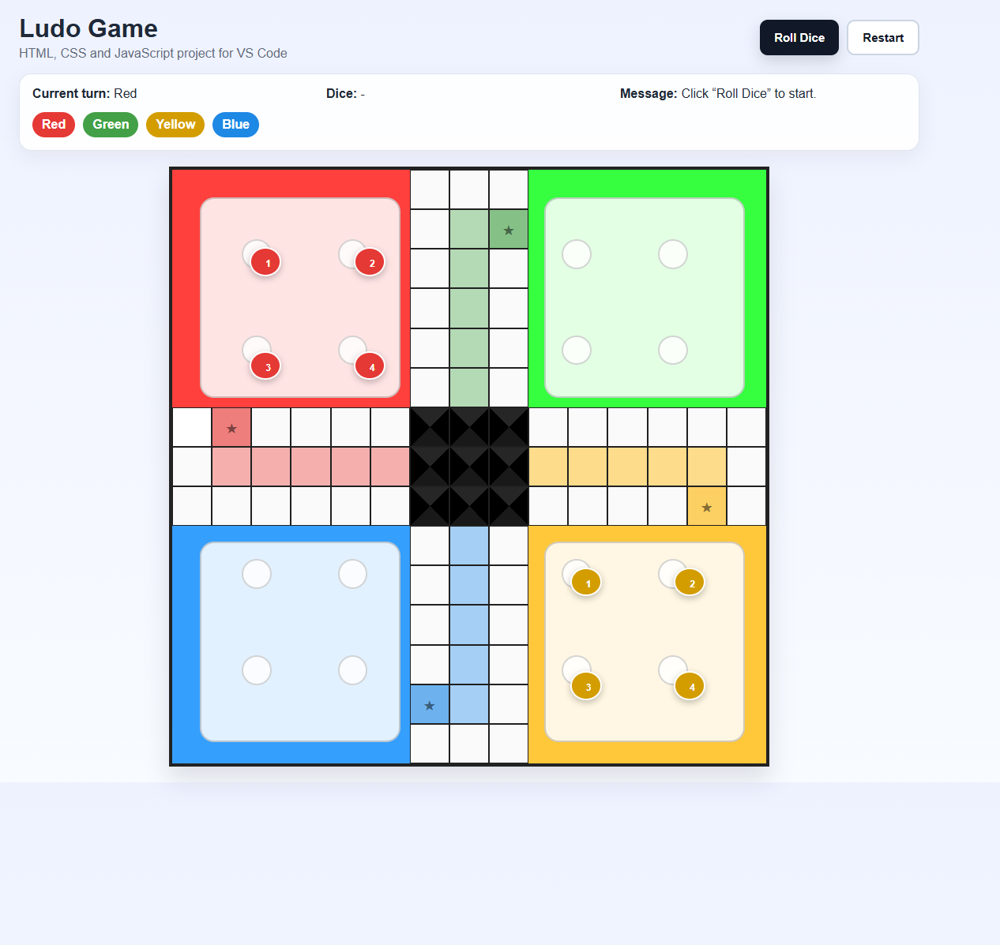 Ludo Game
HTML, CSS and JavaScript project for VS Code
Roll Dice
Restart
Current turn: Red
Dice: -
Message: Click “Roll Dice” to start.
Red
Green
Yellow
Blue
★
1
2
3
4
★
★
1
2
3
4
★